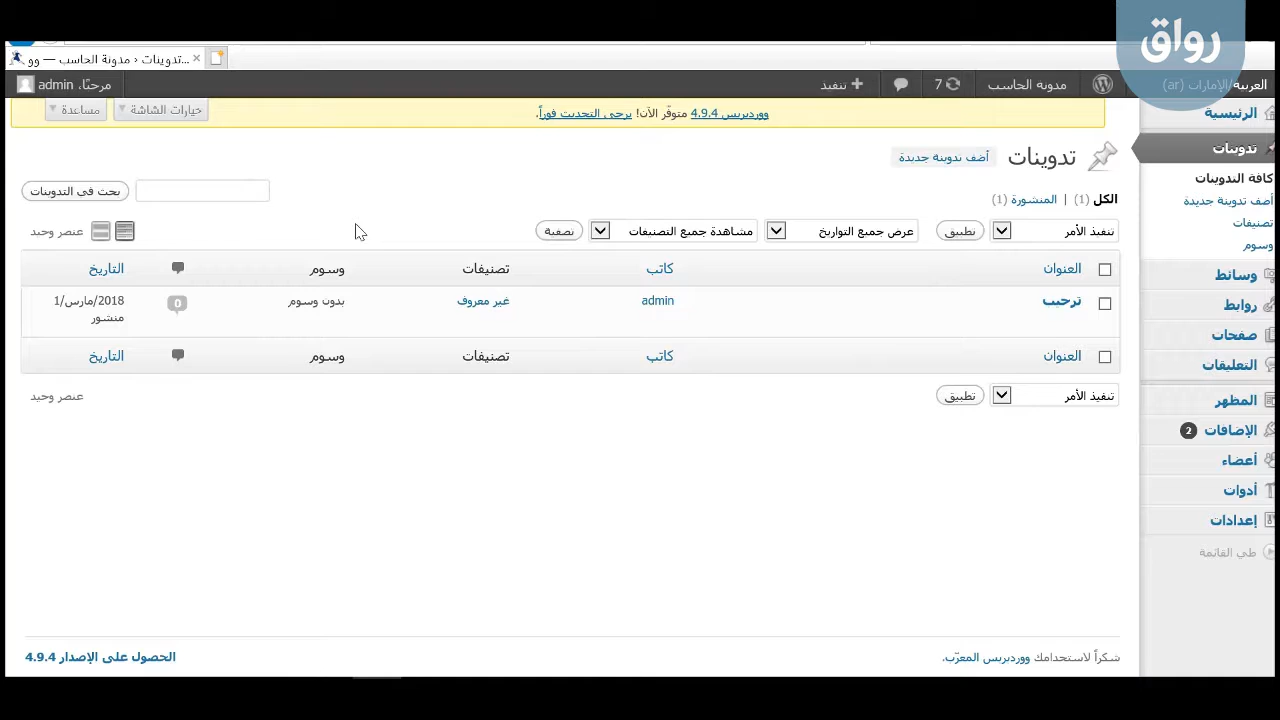 رواق
تدوينات ‹ مدونة الحاسب — وو...
العربية/الإمارات (ar)
مدونة الحاسب
7
تنفيذ
مرحبًا، admin
ووردبريس 4.9.4 متوفّر الآن! يرجى التحديث فوراً.
خيارات الشاشة
مساعدة
الرئيسية
تدوينات
كافة التدوينات
أضف تدوينة جديدة
تصنيفات
وسوم
وسائط
روابط
صفحات
التعليقات
المظهر
الإضافات 2
أعضاء
أدوات
إعدادات
طي القائمة
تدوينات أضف تدوينة جديدة
الكل (1) | المنشورة (1)
بحث في التدوينات
تنفيذ الأمر تطبيق عرض جميع التواريخ مشاهدة جميع التصنيفات تصفية عنصر وحيد
العنوان كاتب تصنيفات وسوم التاريخ
ترحيب admin غير معروف بدون وسوم 0 2018/مارس/1
منشور
العنوان كاتب تصنيفات وسوم التاريخ
تنفيذ الأمر تطبيق عنصر وحيد
شكراً لاستخدامك ووردبريس المعرّب.
الحصول على الإصدار 4.9.4